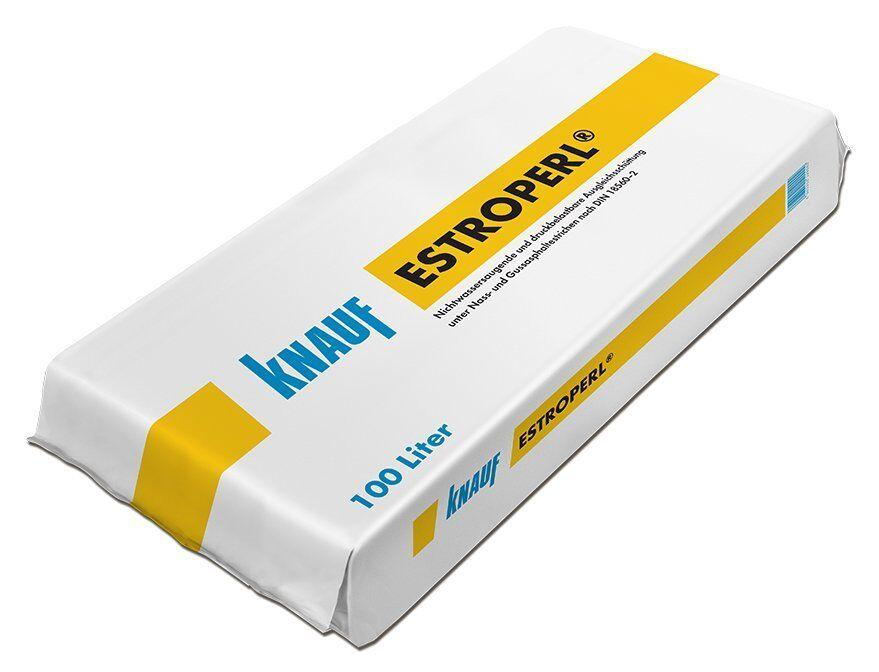 ESTROPERL®
Nichtwassersaugende und druckbelastbare Ausgleichsschüttung
unter Nass- und Gussasphaltestrichen nach DIN 18560-2
KNAUF
100 Liter
KNAUF ESTROPERL®